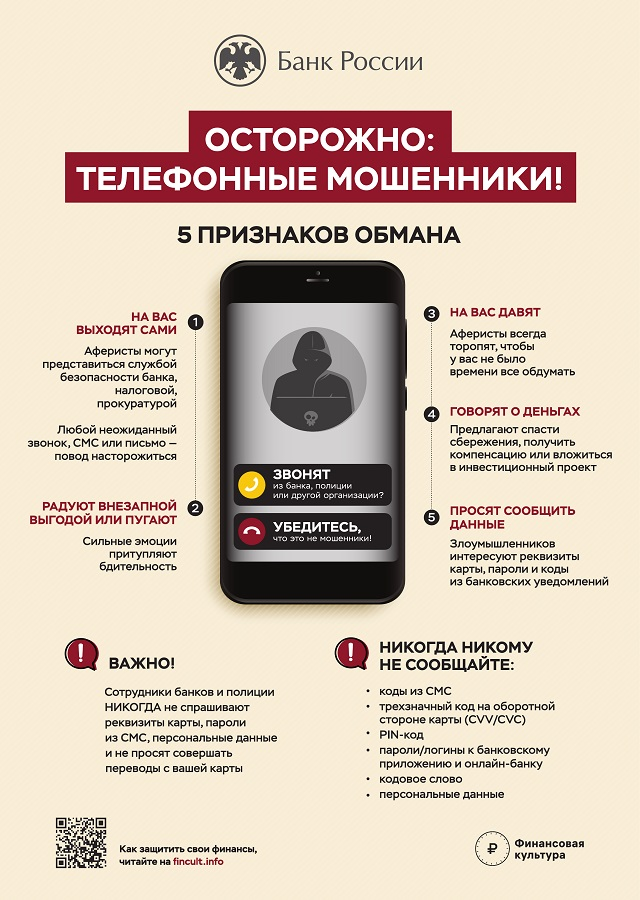 Банк России
ОСТОРОЖНО:
ТЕЛЕФОННЫЕ МОШЕННИКИ!
5 ПРИЗНАКОВ ОБМАНА
1
НА ВАС
ВЫХОДЯТ САМИ
Аферисты могут
представиться службой
безопасности банка,
налоговой,
прокуратурой
Любой неожиданный
звонок, СМС или письмо —
повод насторожиться
2
РАДУЮТ ВНЕЗАПНОЙ
ВЫГОДОЙ ИЛИ ПУГАЮТ
Сильные эмоции
притупляют
бдительность
ЗВОНЯТ
из банка, полиции
или другой организации?
УБЕДИТЕСЬ,
что это не мошенники!
3
НА ВАС ДАВЯТ
Аферисты всегда
торопят, чтобы
у вас не было
времени все обдумать
4
ГОВОРЯТ О ДЕНЬГАХ
Предлагают спасти
сбережения, получить
компенсацию или вложиться
в инвестиционный проект
5
ПРОСЯТ СООБЩИТЬ
ДАННЫЕ
Злоумышленников
интересуют реквизиты
карты, пароли и коды
из банковских уведомлений
ВАЖНО!
Сотрудники банков и полиции
НИКОГДА не спрашивают
реквизиты карты, пароли
из СМС, персональные данные
и не просят совершать
переводы с вашей карты
НИКОГДА НИКОМУ
НЕ СООБЩАЙТЕ:
• коды из СМС
• трехзначный код на оборотной
стороне карты (CVV/CVC)
• PIN-код
• пароли/логины к банковскому
приложению и онлайн-банку
• кодовое слово
• персональные данные
Как защитить свои финансы,
читайте на fincult.info
Финансовая
культура